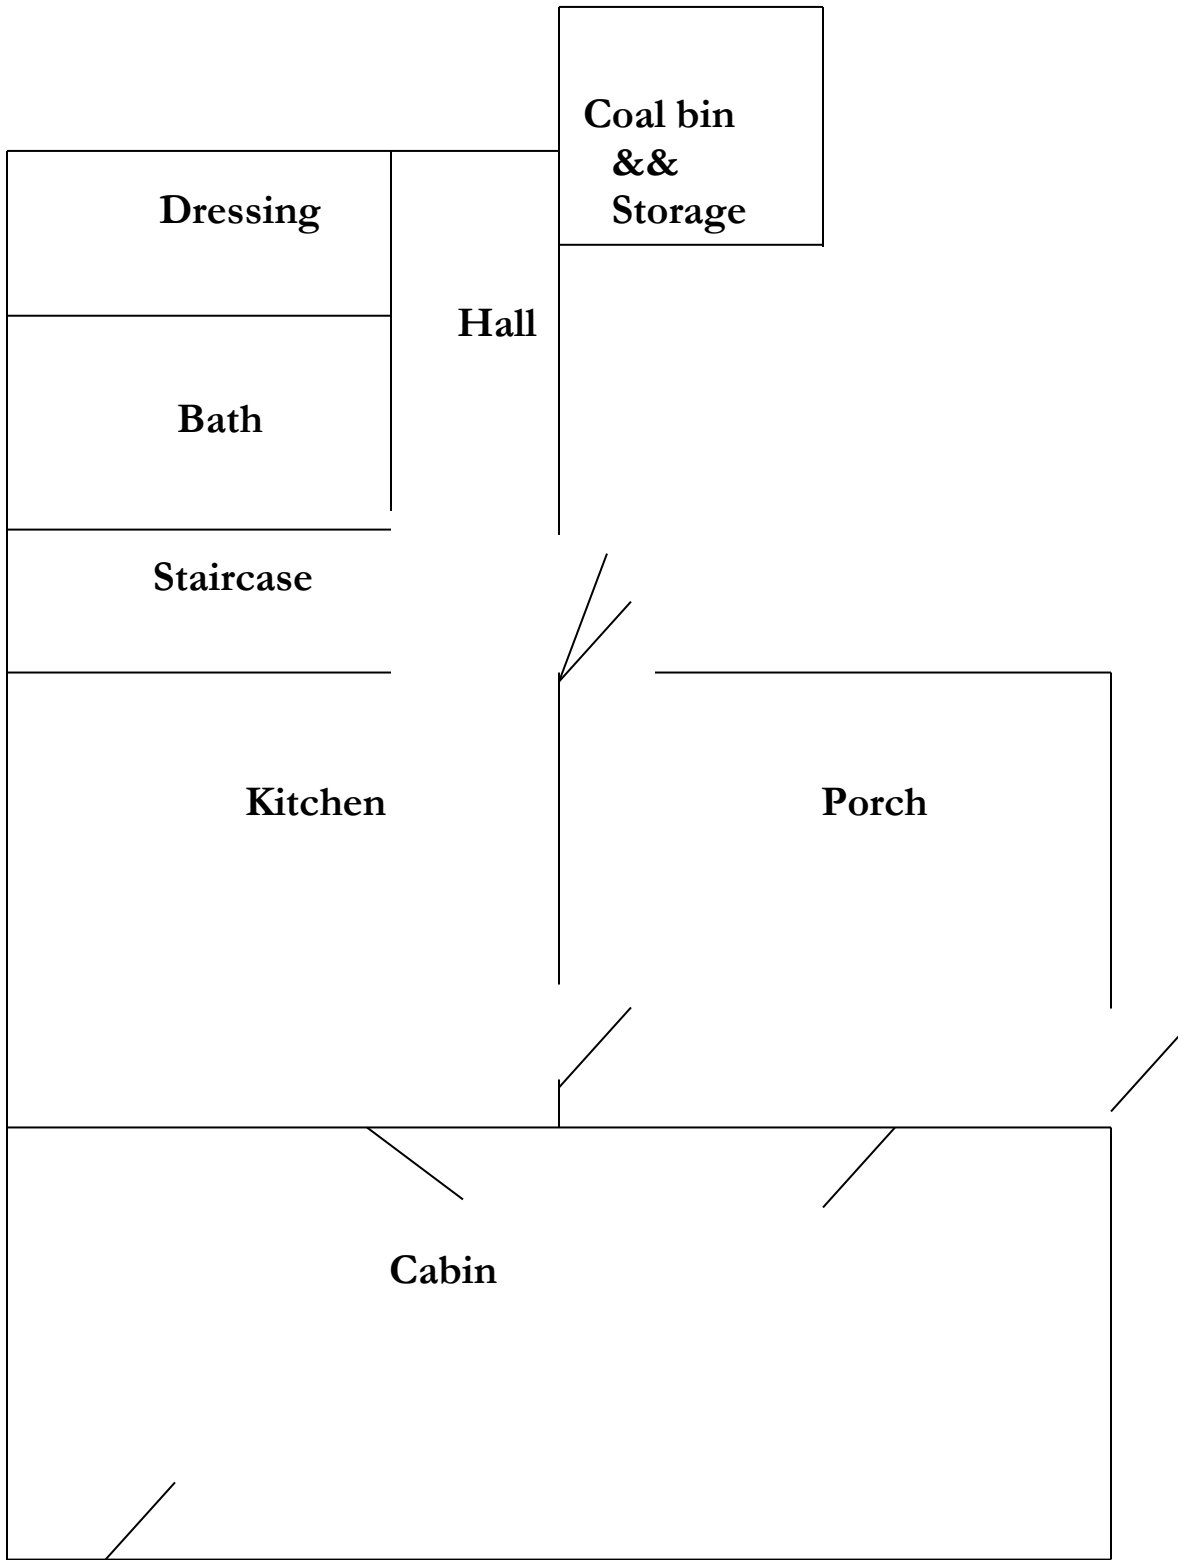 Coal bin
&&
Storage
Dressing
Hall
Bath
Staircase
Kitchen
Porch
Cabin